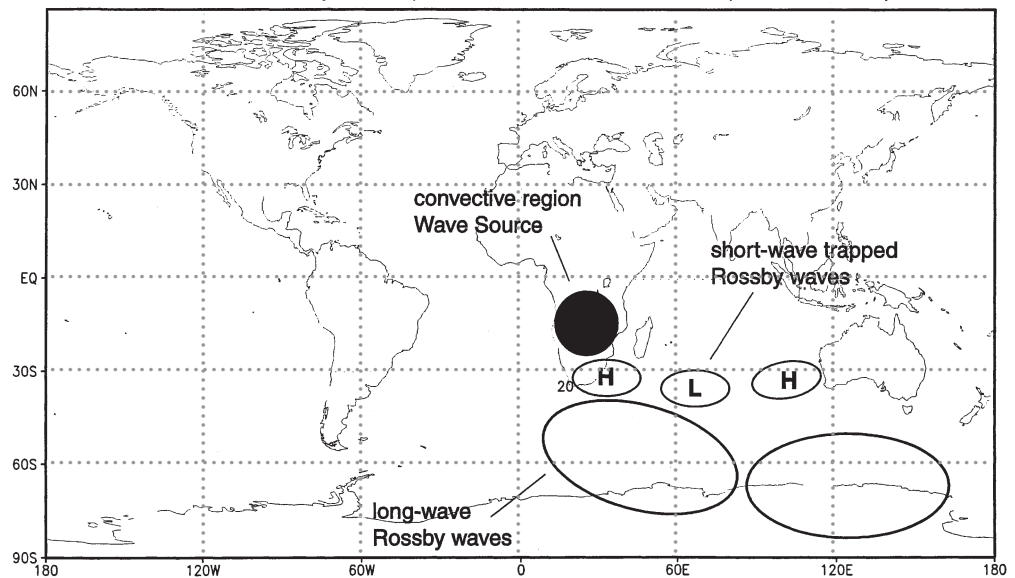 60N
30N
convective region
Wave Source
short-wave trapped
Rossby waves
EQ
30S
20
H
L
H
60S
long-wave
Rossby waves
90S
180
120W
60W
0
60E
120E
180